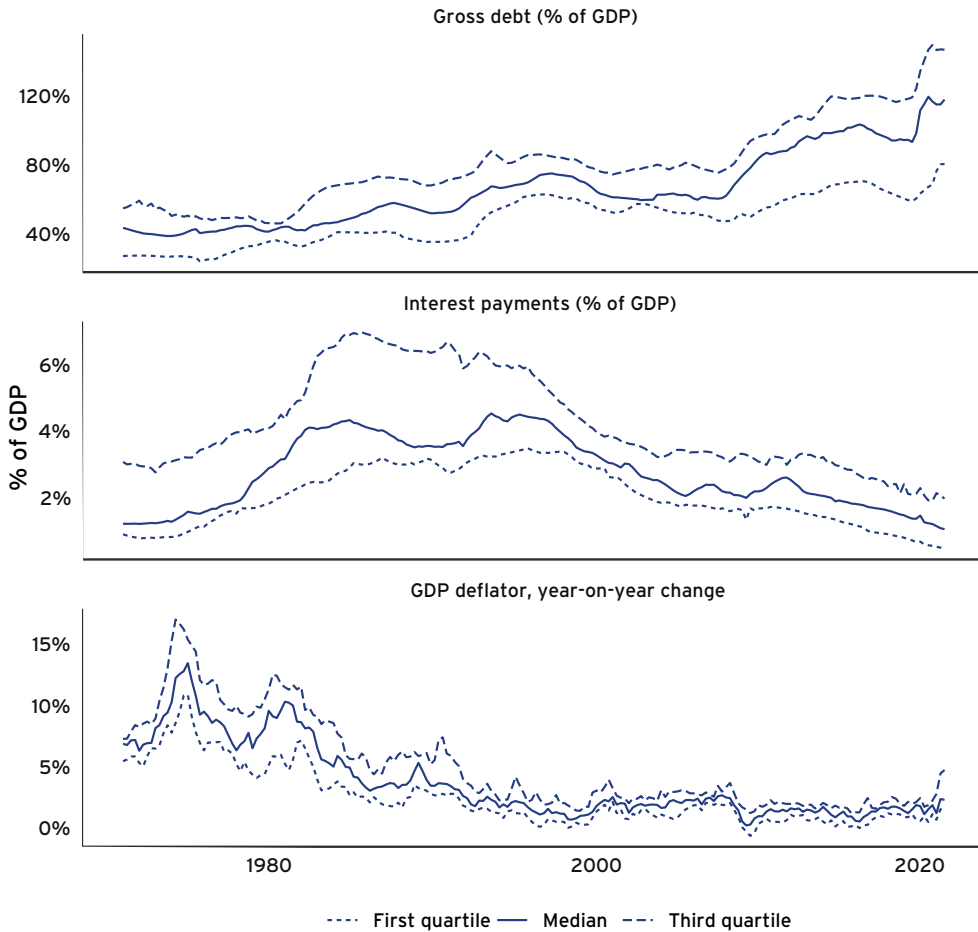 Gross debt (% of GDP)
120%
80%
40%
Interest payments (% of GDP)
6%
4%
2%
% of GDP
GDP deflator, year-on-year change
15%
10%
5%
0%
1980 2000 2020
First quartile Median Third quartile